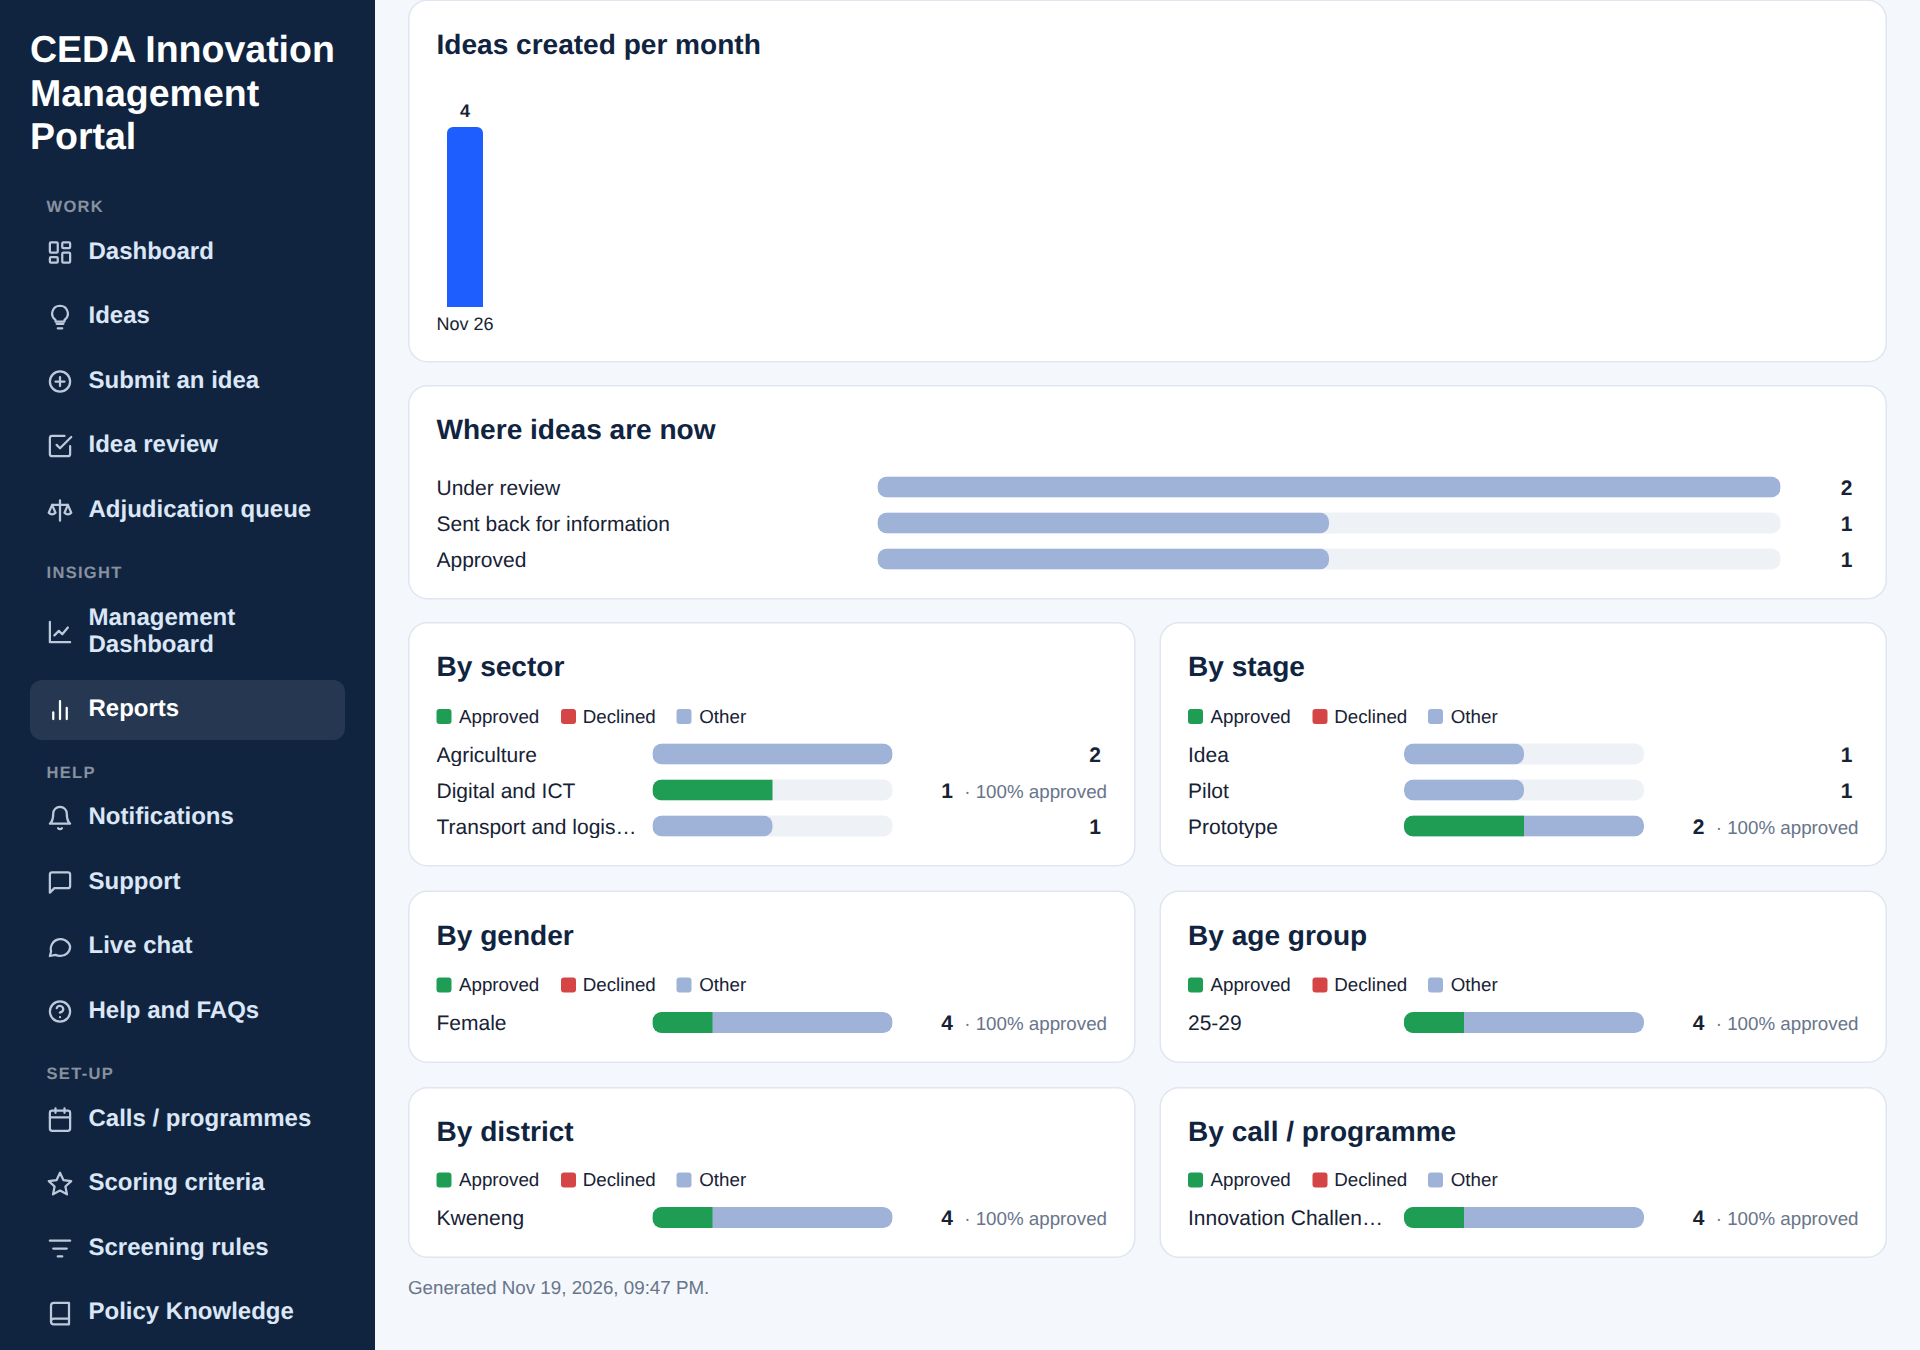 CEDA Innovation
Management
Portal
WORK
Dashboard
Ideas
Submit an idea
Idea review
Adjudication queue
INSIGHT
Management
Dashboard
Reports
HELP
Notifications
Support
Live chat
Help and FAQs
SET-UP
Calls / programmes
Scoring criteria
Screening rules
Policy Knowledge
Ideas created per month
4
Nov 26
Where ideas are now
Under review 2
Sent back for information 1
Approved 1
By sector
Approved Declined Other
Agriculture 2
Digital and ICT 1 · 100% approved
Transport and logis… 1
By stage
Approved Declined Other
Idea 1
Pilot 1
Prototype 2 · 100% approved
By gender
Approved Declined Other
Female 4 · 100% approved
By age group
Approved Declined Other
25-29 4 · 100% approved
By district
Approved Declined Other
Kweneng 4 · 100% approved
By call / programme
Approved Declined Other
Innovation Challen… 4 · 100% approved
Generated Nov 19, 2026, 09:47 PM.